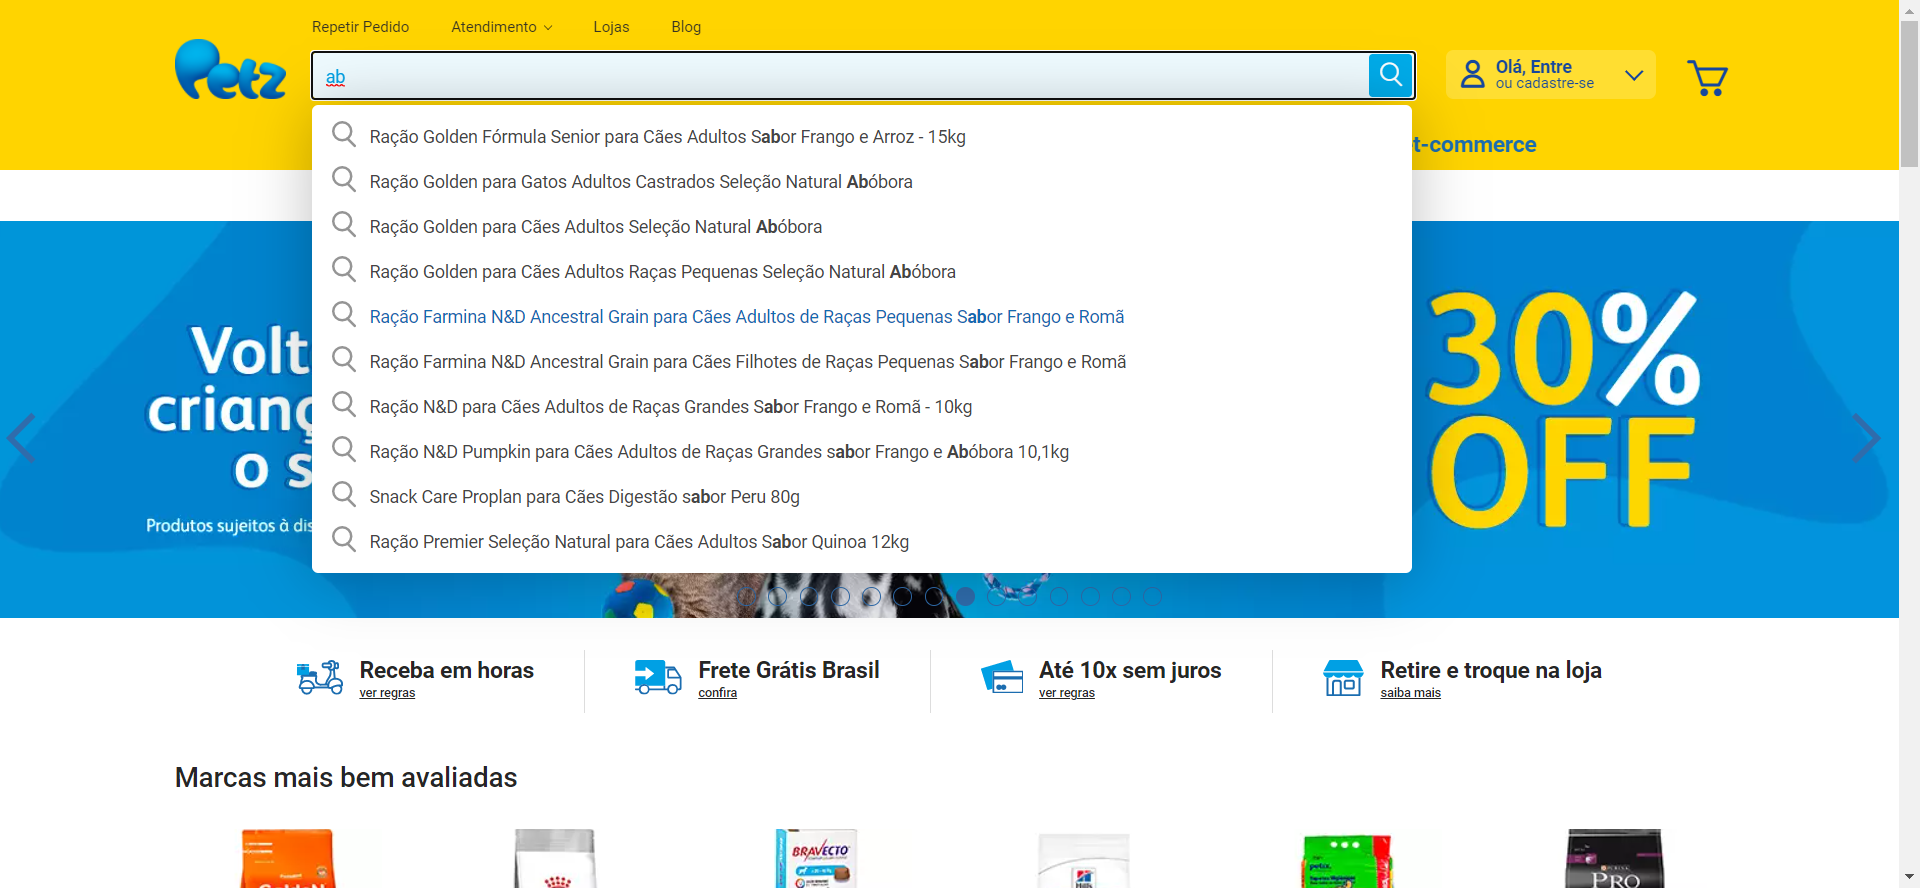 Repetir Pedido
Atendimento
Lojas
Blog
Petz
ab
Olá, Entre
ou cadastre-se
t-commerce
Ração Golden Fórmula Senior para Cães Adultos Sabor Frango e Arroz - 15kg
Ração Golden para Gatos Adultos Castrados Seleção Natural Abóbora
Ração Golden para Cães Adultos Seleção Natural Abóbora
Ração Golden para Cães Adultos Raças Pequenas Seleção Natural Abóbora
Ração Farmina N&D Ancestral Grain para Cães Adultos de Raças Pequenas Sabor Frango e Romã
Ração Farmina N&D Ancestral Grain para Cães Filhotes de Raças Pequenas Sabor Frango e Romã
Ração N&D para Cães Adultos de Raças Grandes Sabor Frango e Romã - 10kg
Ração N&D Pumpkin para Cães Adultos de Raças Grandes sabor Frango e Abóbora 10,1kg
Snack Care Proplan para Cães Digestão sabor Peru 80g
Ração Premier Seleção Natural para Cães Adultos Sabor Quinoa 12kg
Volt
crianç
o s
Produtos sujeitos à dis
30%
OFF
Receba em horas
ver regras
Frete Grátis Brasil
confira
Até 10x sem juros
ver regras
Retire e troque na loja
saiba mais
Marcas mais bem avaliadas
GoldeN
BRAVECTO
Hill's
petix
PURINA
PRO